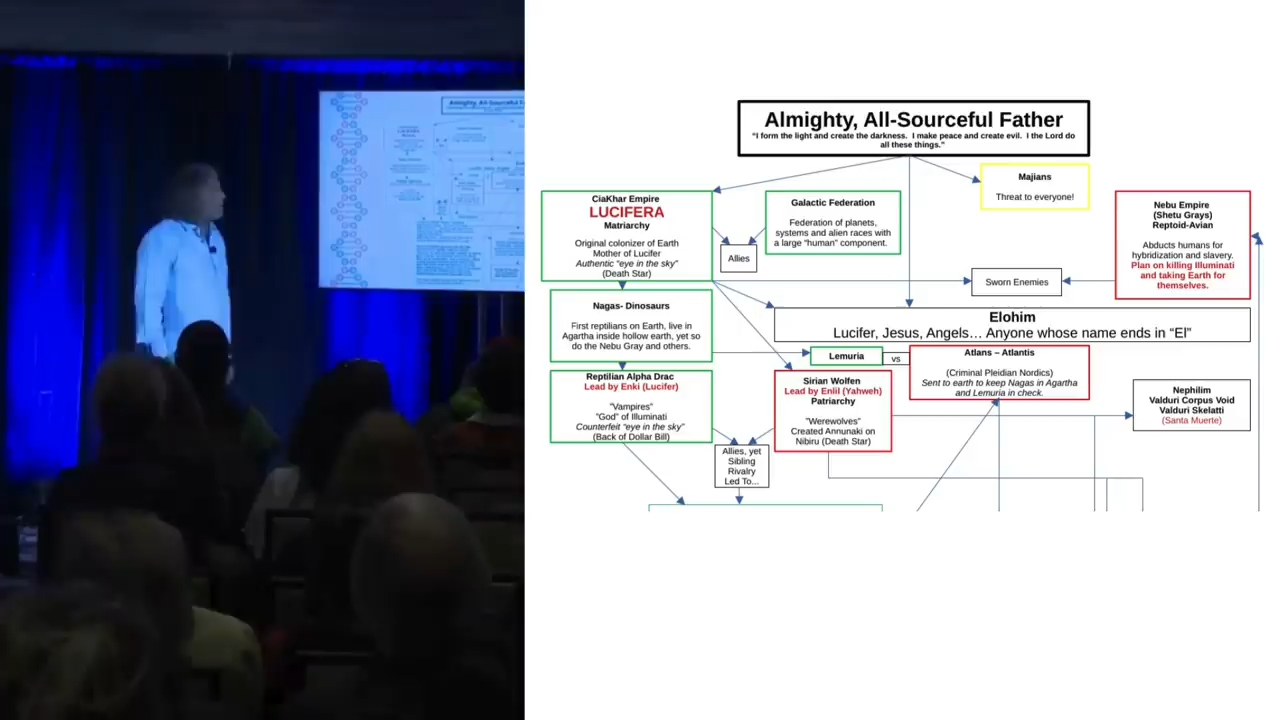 Almighty, All-Sourceful Father
“I form the light and create the darkness.  I make peace and create evil.  I the Lord do
all these things.”
Majians
Threat to everyone!
CiaKhar Empire
LUCIFERA
Matriarchy
Original colonizer of Earth
Mother of Lucifer
Authentic “eye in the sky”
(Death Star)
Galactic Federation
Federation of planets,
systems and alien races with
a large “human” component.
Nebu Empire
(Shetu Grays)
Reptoid-Avian
Abducts humans for
hybridization and slavery.
Plan on killing Illuminati
and taking Earth for
themselves.
Allies
Sworn Enemies
Nagas- Dinosaurs
First reptilians on Earth, live in
Agartha inside hollow earth, yet so
do the Nebu Gray and others.
Elohim
Lucifer, Jesus, Angels… Anyone whose name ends in “El”
Lemuria
vs
Atlans – Atlantis
(Criminal Pleidian Nordics)
Sent to earth to keep Nagas in Agartha
and Lemuria in check.
Reptilian Alpha Drac
Lead by Enki (Lucifer)
“Vampires”
“God” of Illuminati
Counterfeit “eye in the sky”
(Back of Dollar Bill)
Sirian Wolfen
Lead by Enlil (Yahweh)
Patriarchy
“Werewolves”
Created Annunaki on
Nibiru (Death Star)
Nephilim
Valduri Corpus Void
Valduri Skelatti
(Santa Muerte)
Allies, yet
Sibling
Rivalry
Led To…